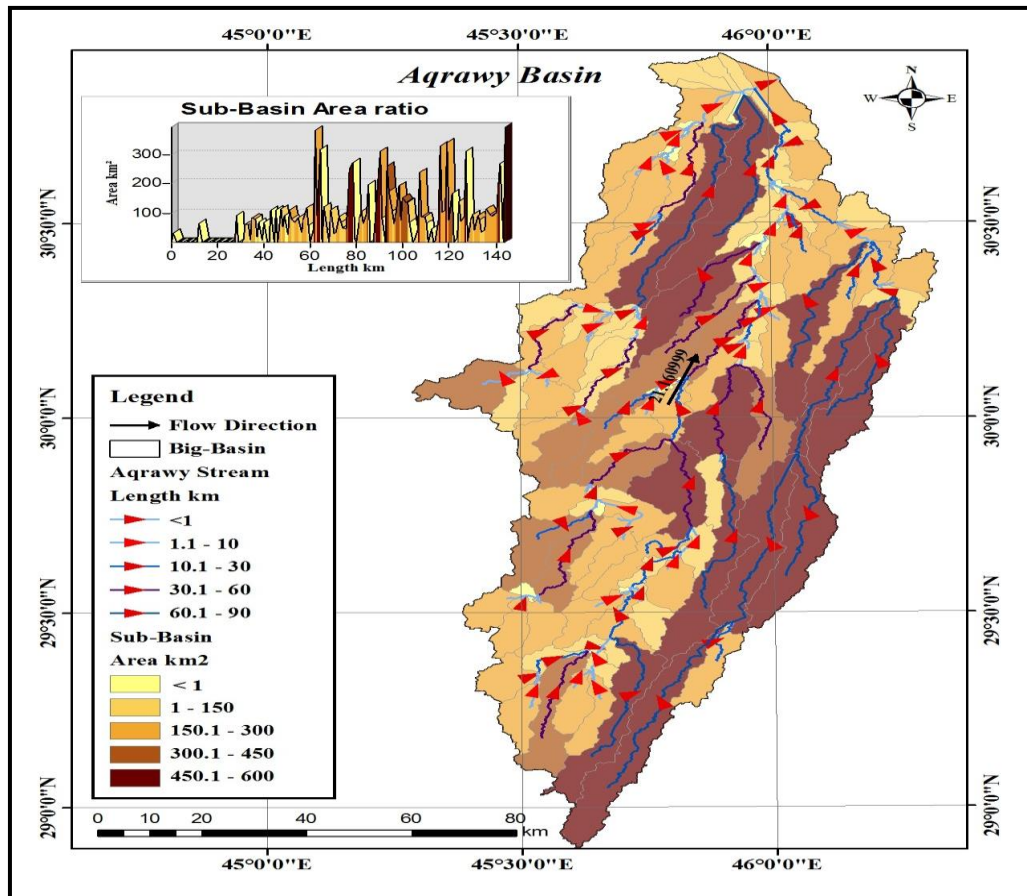 45°0'0"E 45°30'0"E 46°0'0"E
Aqrawy Basin
N
W E
S
Sub-Basin Area ratio
Area km²
300
200
100
0 20 40 60 80 100 120 140
Length km
30°30'0"N
30°30'0"N
30°0'0"N
30°0'0"N
29°30'0"N
29°30'0"N
29°0'0"N
29°0'0"N
Legend
Flow Direction
Big-Basin
Aqrawy Stream
Length km
<1
1.1 - 10
10.1 - 30
30.1 - 60
60.1 - 90
Sub-Basin
Area km2
< 1
1 - 150
150.1 - 300
300.1 - 450
450.1 - 600
0 5 10 20 40 60 80
km
45°0'0"E 45°30'0"E 46°0'0"E